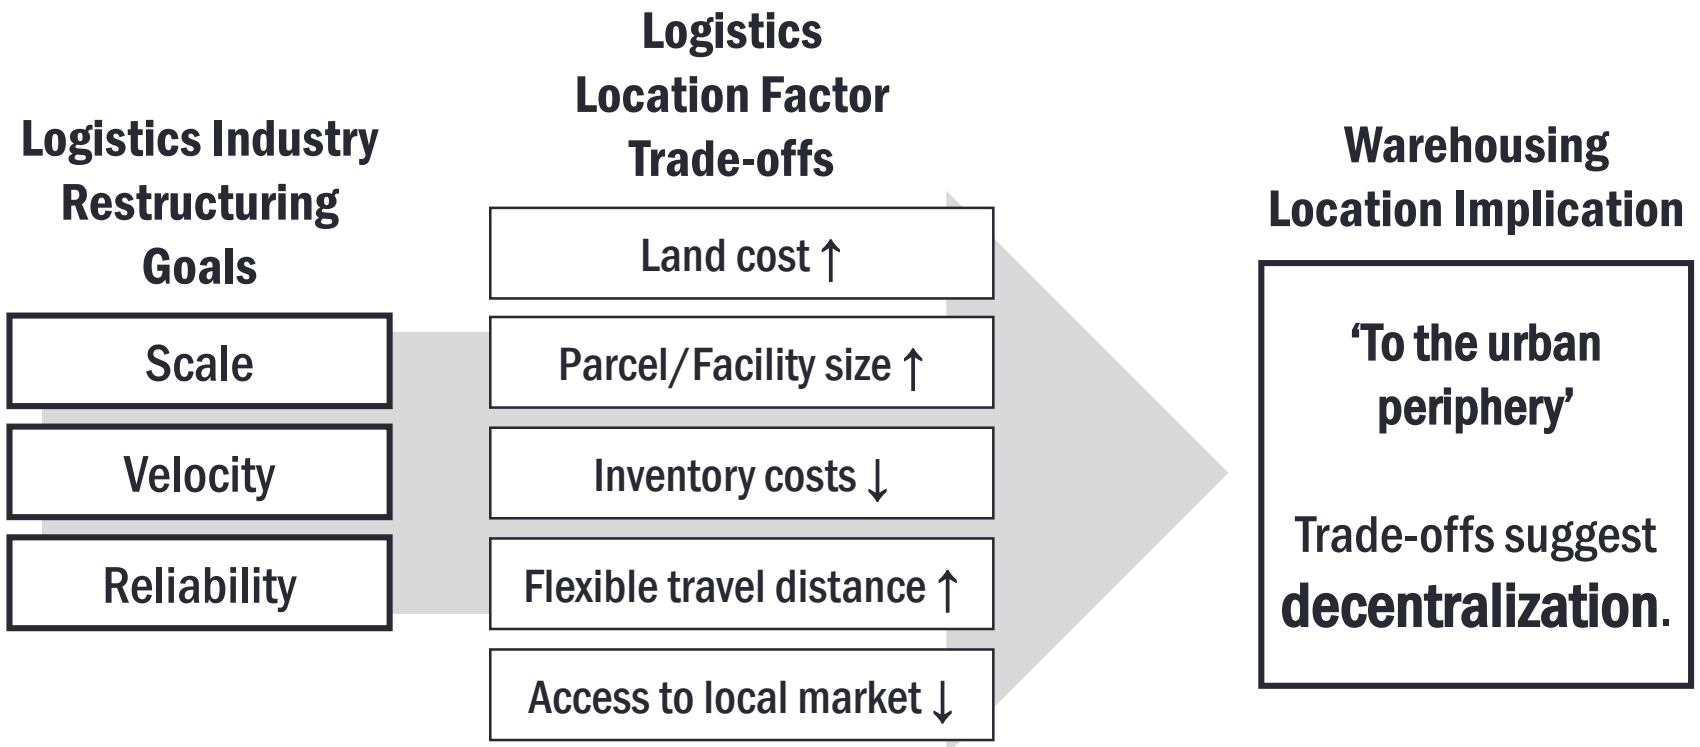 Logistics Industry
Restructuring
Goals
Scale
Velocity
Reliability
Logistics
Location Factor
Trade-offs
Land cost ↑
Parcel/Facility size ↑
Inventory costs ↓
Flexible travel distance ↑
Access to local market ↓
Warehousing
Location Implication
‘To the urban
periphery’
Trade-offs suggest
decentralization.